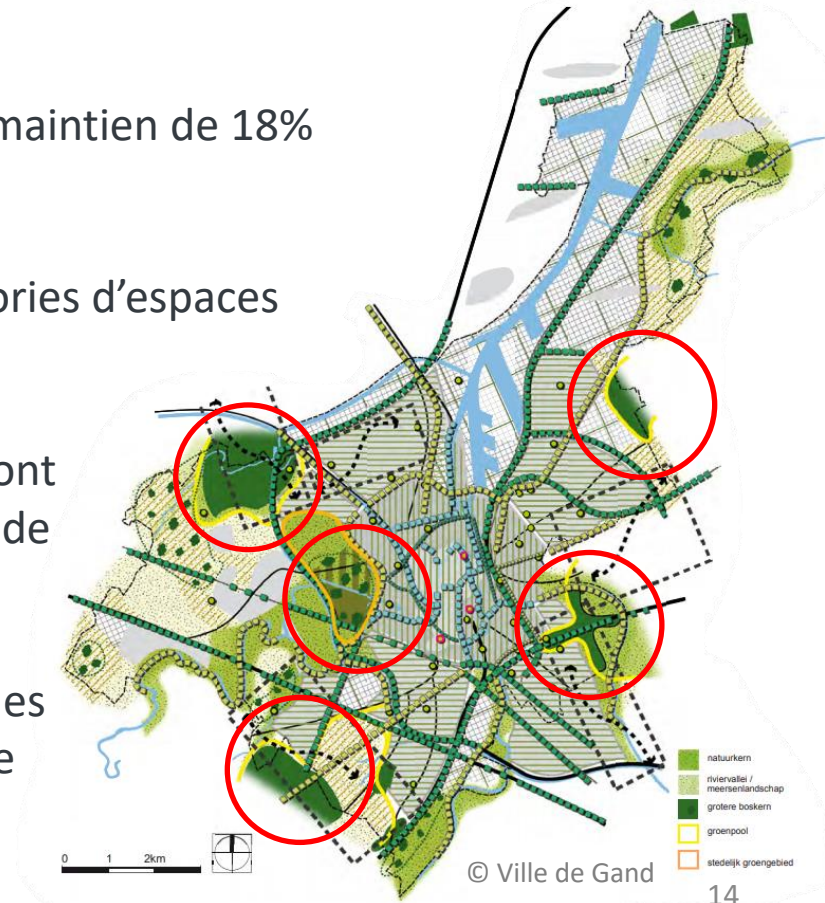 maintien de 18%
ories d’espaces
ont
de
es
e
natuurkern
riviervallei /
meersenlandschap
grotere boskern
groenpool
stedelijk groengebied
0 1 2km
© Ville de Gand
14